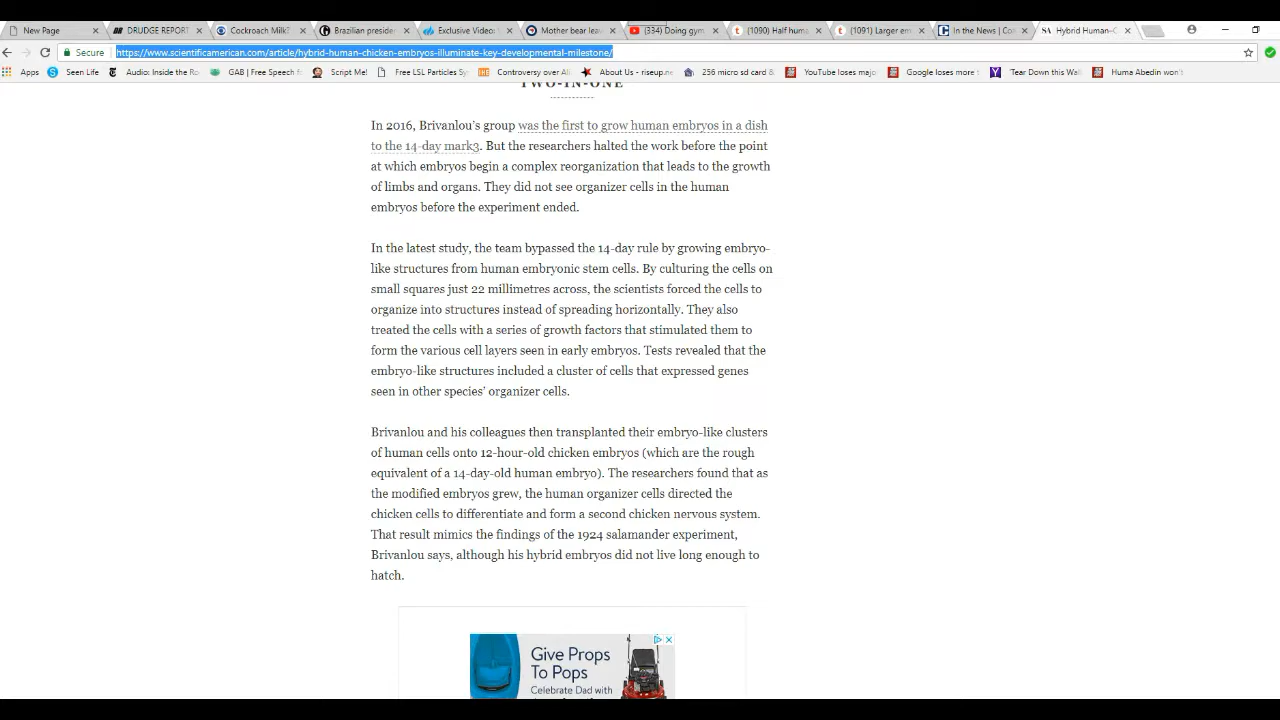 New Page
DRUDGE REPORT
Cockroach Milk?
Brazilian preside
Exclusive Video:
Mother bear leav
(334) Doing gym
(1090) Half huma
(1091) Larger em
In the News | Co
Hybrid Human–C
Secure
https://www.scientificamerican.com/article/hybrid-human-chicken-embryos-illuminate-key-developmental-milestone/
Apps
Seen Life
Audio: Inside the Ro
GAB | Free Speech f
Script Me!
Free LSL Particles Sy
Controversy over Ali
About Us - riseup.ne
256 micro sd card &
YouTube loses majo
Google loses more t
Tear Down this Wal
Huma Abedin won't
TWO-IN-ONE
In 2016, Brivanlou's group was the first to grow human embryos in a dish
to the 14-day mark3. But the researchers halted the work before the point
at which embryos begin a complex reorganization that leads to the growth
of limbs and organs. They did not see organizer cells in the human
embryos before the experiment ended.
In the latest study, the team bypassed the 14-day rule by growing embryo-
like structures from human embryonic stem cells. By culturing the cells on
small squares just 22 millimetres across, the scientists forced the cells to
organize into structures instead of spreading horizontally. They also
treated the cells with a series of growth factors that stimulated them to
form the various cell layers seen in early embryos. Tests revealed that the
embryo-like structures included a cluster of cells that expressed genes
seen in other species' organizer cells.
Brivanlou and his colleagues then transplanted their embryo-like clusters
of human cells onto 12-hour-old chicken embryos (which are the rough
equivalent of a 14-day-old human embryo). The researchers found that as
the modified embryos grew, the human organizer cells directed the
chicken cells to differentiate and form a second chicken nervous system.
That result mimics the findings of the 1924 salamander experiment,
Brivanlou says, although his hybrid embryos did not live long enough to
hatch.
Give Props
To Pops
Celebrate Dad with